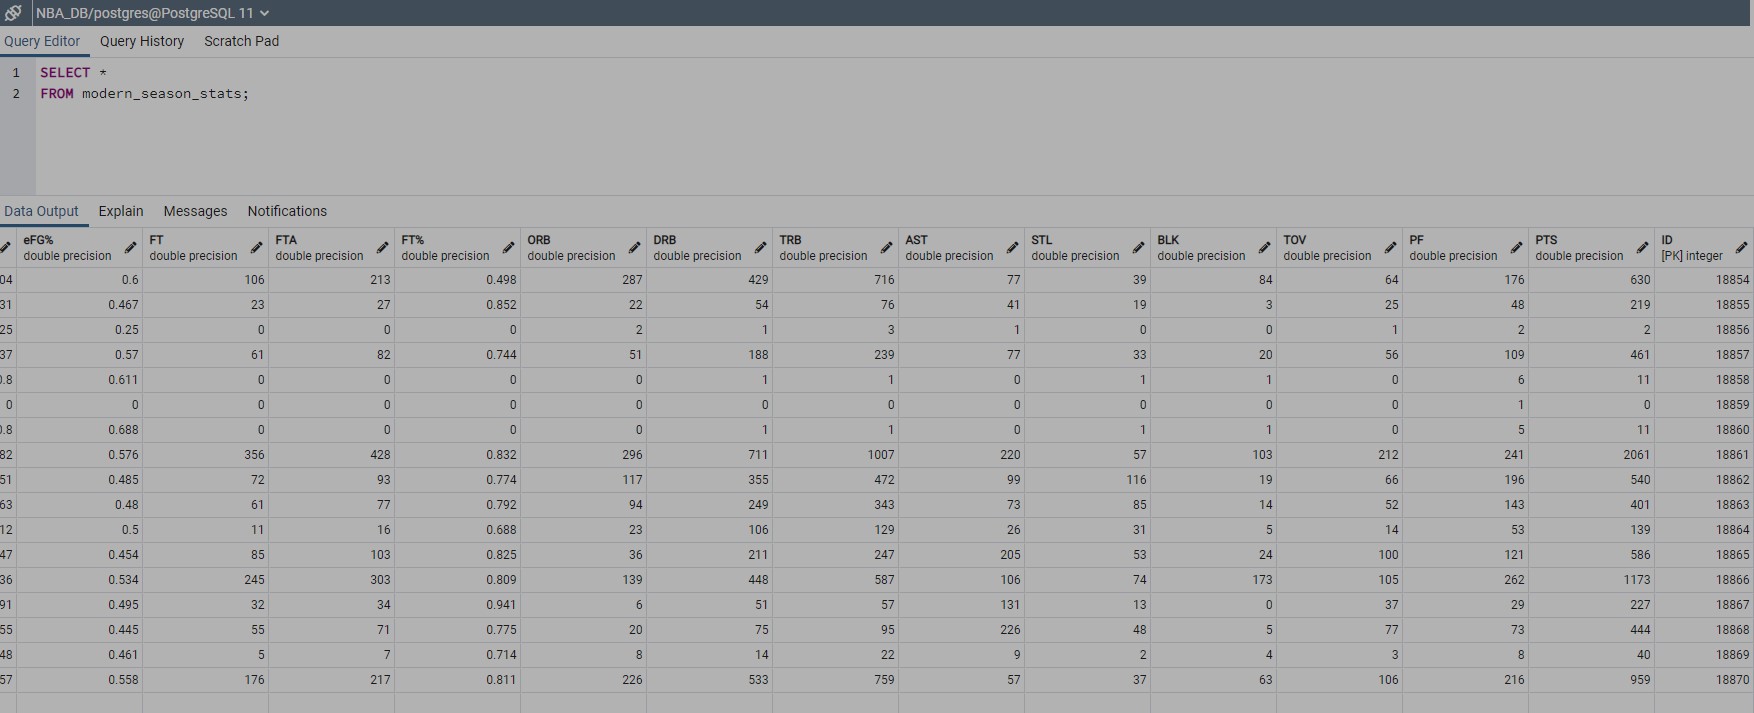 NBA_DB/postgres@PostgreSQL 11
Query Editor Query History Scratch Pad
1 SELECT *
2 FROM modern_season_stats;
Data Output Explain Messages Notifications
eFG% FT FTA FT% ORB DRB TRB AST STL BLK TOV PF PTS ID
double precision double precision double precision double precision double precision double precision double precision double precision double precision double precision double precision double precision double precision [PK] integer
04 0.6 106 213 0.498 287 429 716 77 39 84 64 176 630 18854
31 0.467 23 27 0.852 22 54 76 41 19 3 25 48 219 18855
25 0.25 0 0 0 2 1 3 1 0 0 1 2 2 18856
37 0.57 61 82 0.744 51 188 239 77 33 20 56 109 461 18857
0.8 0.611 0 0 0 0 1 1 0 1 1 0 6 11 18858
0 0 0 0 0 0 0 0 0 0 0 0 1 0 18859
0.8 0.688 0 0 0 0 1 1 0 1 1 0 5 11 18860
82 0.576 356 428 0.832 296 711 1007 220 57 103 212 241 2061 18861
51 0.485 72 93 0.774 117 355 472 99 116 19 66 196 540 18862
63 0.48 61 77 0.792 94 249 343 73 85 14 52 143 401 18863
12 0.5 11 16 0.688 23 106 129 26 31 5 14 53 139 18864
47 0.454 85 103 0.825 36 211 247 205 53 24 100 121 586 18865
36 0.534 245 303 0.809 139 448 587 106 74 173 105 262 1173 18866
91 0.495 32 34 0.941 6 51 57 131 13 0 37 29 227 18867
55 0.445 55 71 0.775 20 75 95 226 48 5 77 73 444 18868
48 0.461 5 7 0.714 8 14 22 9 2 4 3 8 40 18869
57 0.558 176 217 0.811 226 533 759 57 37 63 106 216 959 18870